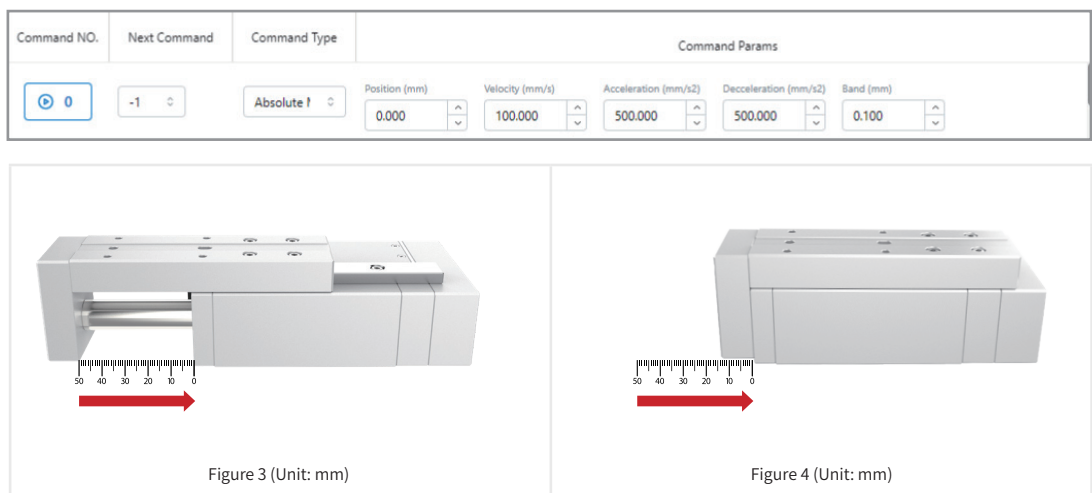 Command NO. Next Command Command Type Command Params
Position (mm) Velocity (mm/s) Acceleration (mm/s2) Decceleration (mm/s2) Band (mm)
0 -1 Absolute M 0.000 100.000 500.000 500.000 0.100
50 40 30 20 10 0
50 40 30 20 10 0
Figure 3 (Unit: mm)
Figure 4 (Unit: mm)